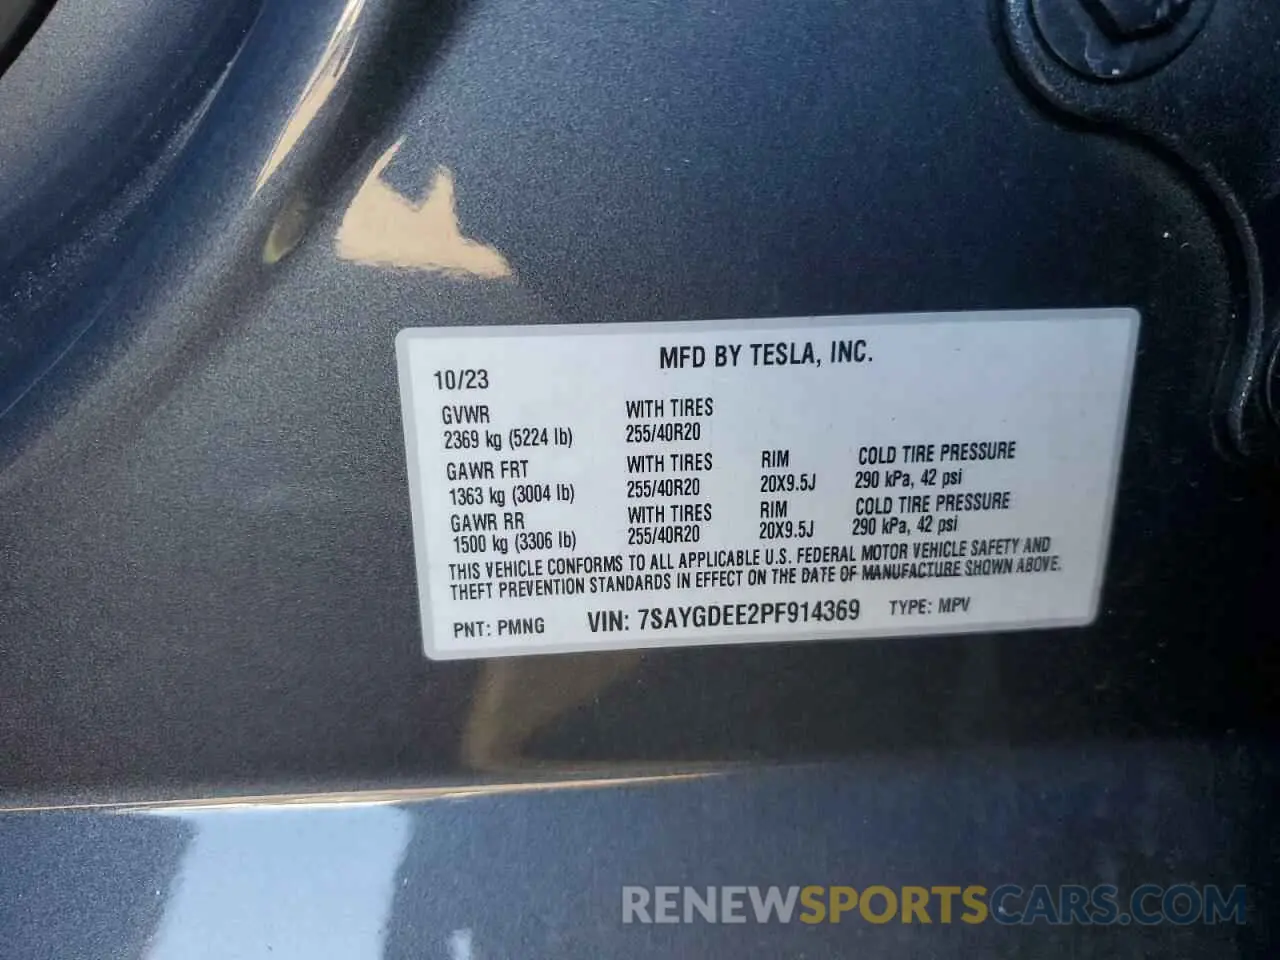 MFD BY TESLA, INC.
10/23
GVWR WITH TIRES
2369 kg (5224 lb) 255/40R20
GAWR FRT WITH TIRES RIM COLD TIRE PRESSURE
1363 kg (3004 lb) 255/40R20 20X9.5J 290 kPa, 42 psi
GAWR RR WITH TIRES RIM COLD TIRE PRESSURE
1500 kg (3306 lb) 255/40R20 20X9.5J 290 kPa, 42 psi
THIS VEHICLE CONFORMS TO ALL APPLICABLE U.S. FEDERAL MOTOR VEHICLE SAFETY AND
THEFT PREVENTION STANDARDS IN EFFECT ON THE DATE OF MANUFACTURE SHOWN ABOVE.
PNT: PMNG VIN: 7SAYGDEE2PF914369 TYPE: MPV
RENEWSPORTSCARS.COM